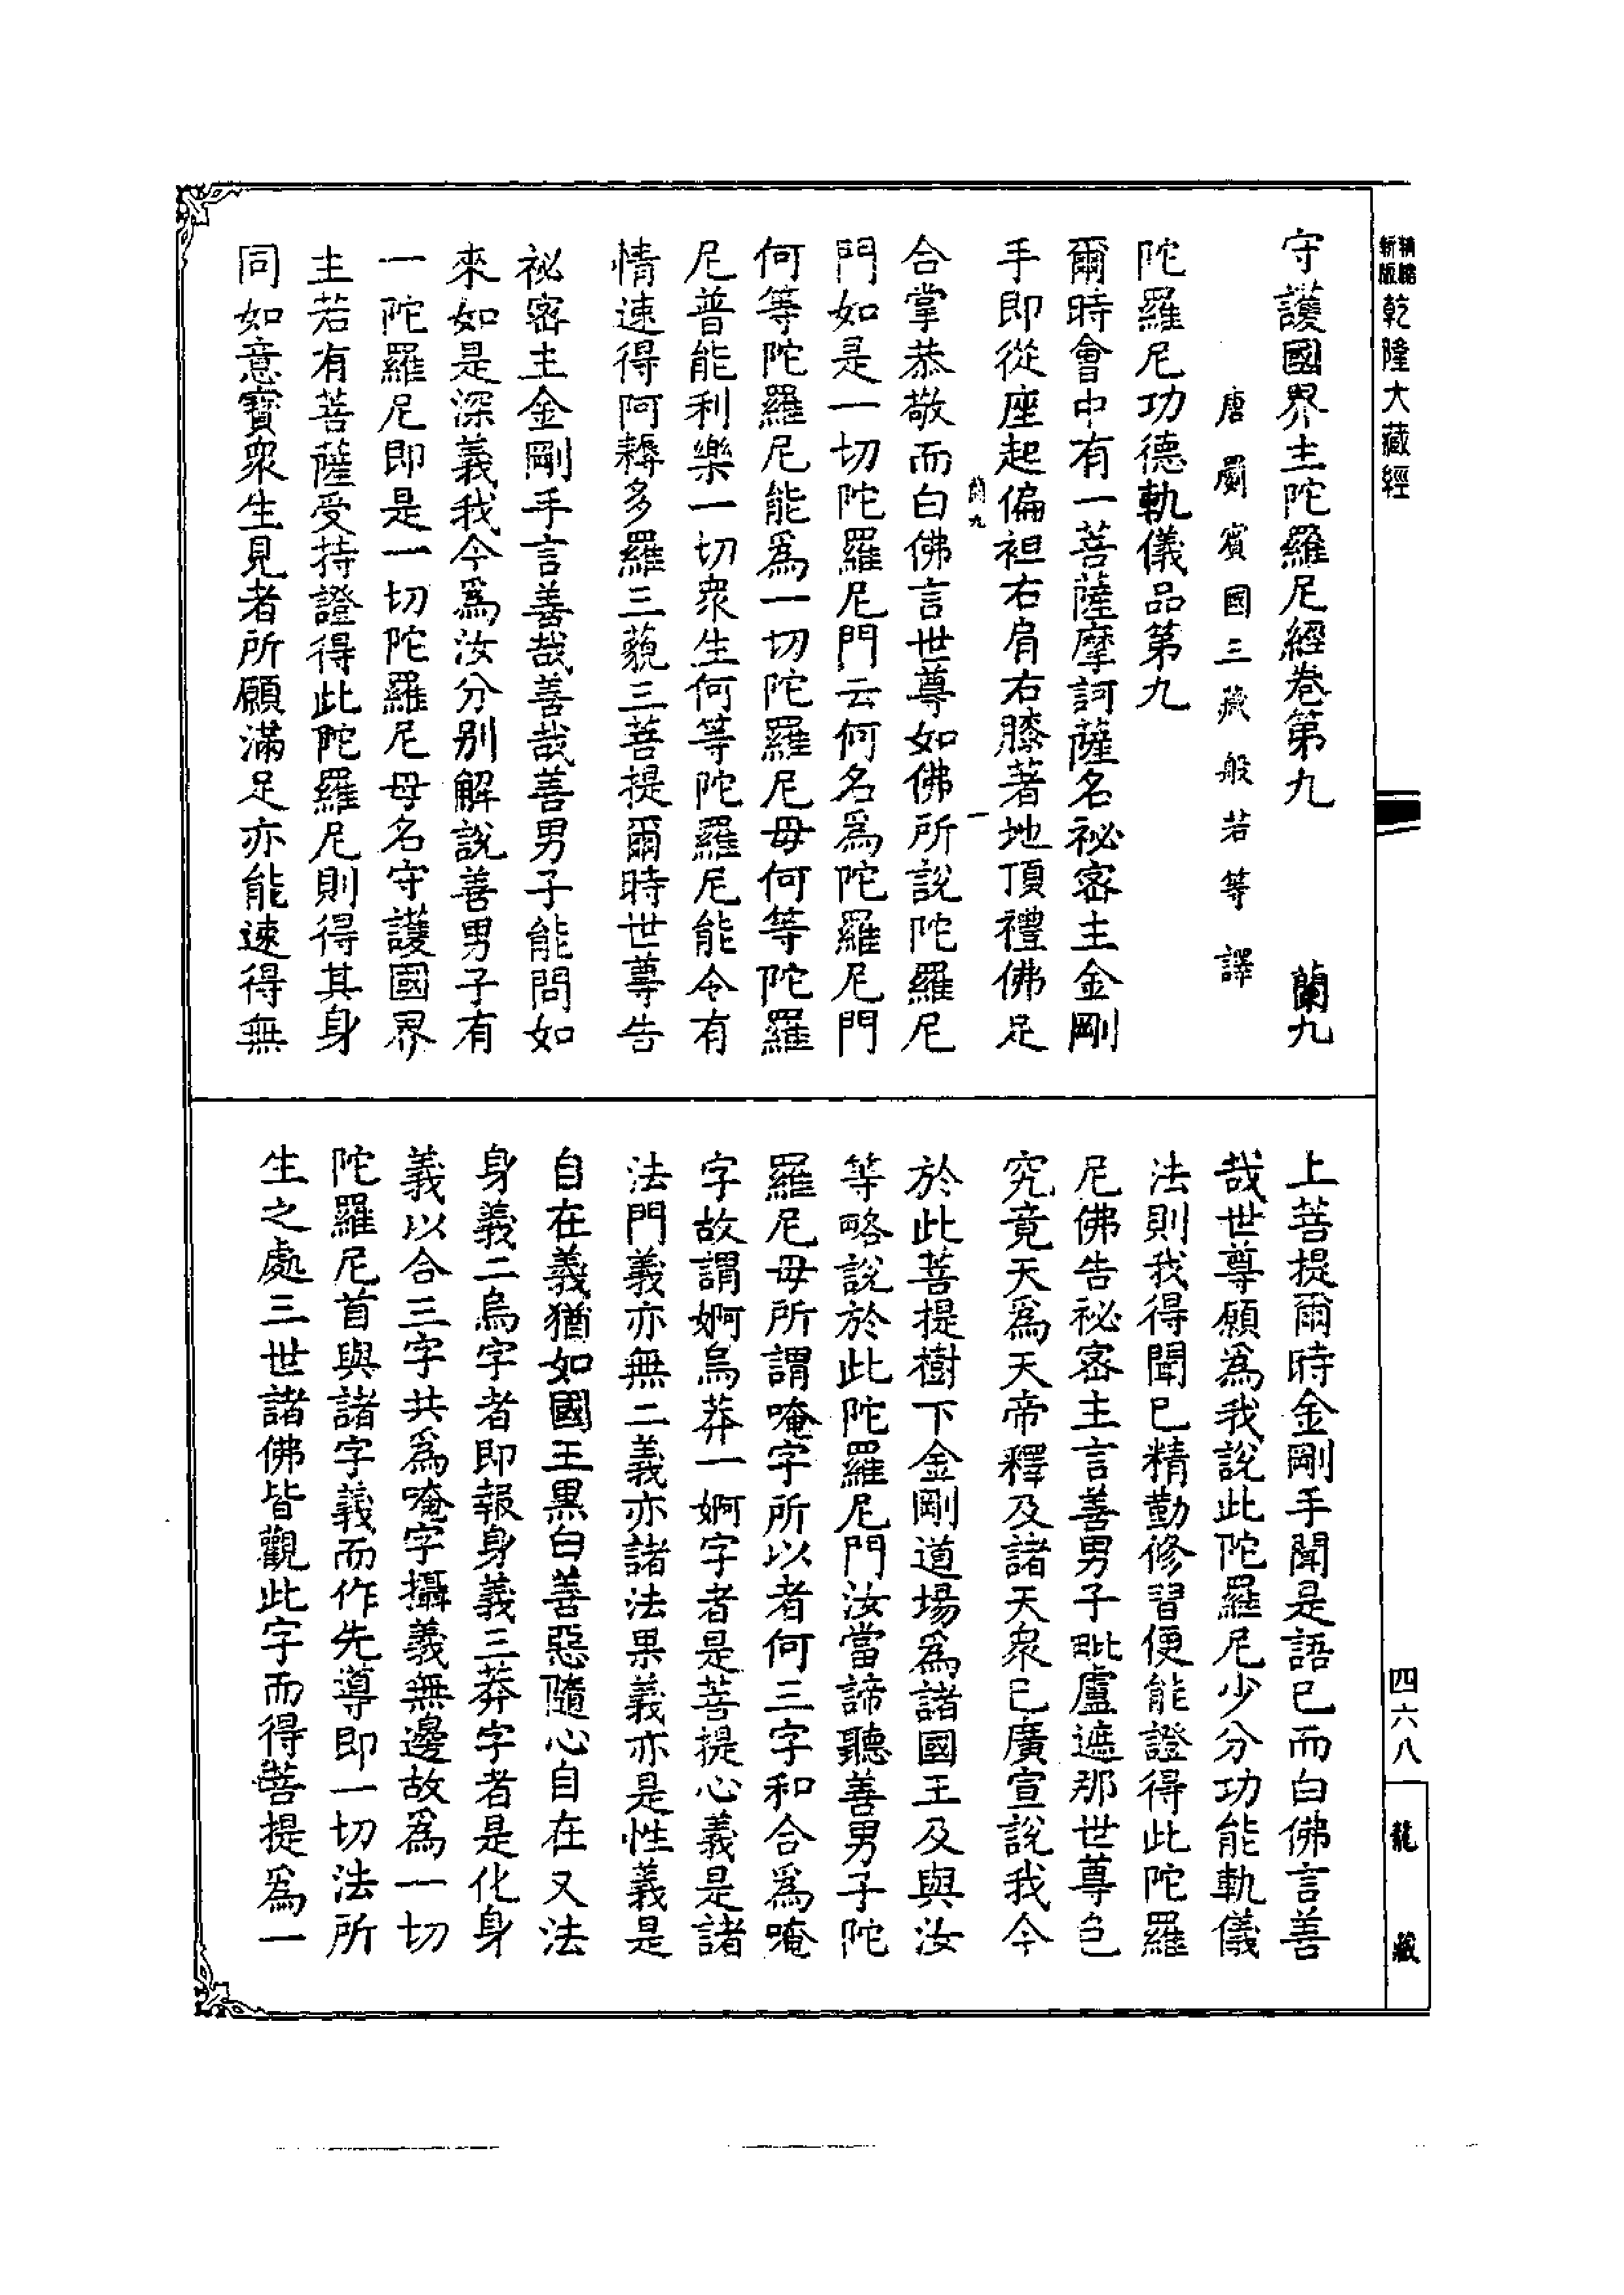 精縮新版乾隆大藏經
守護國界主陀羅尼經卷第九　蘭九
唐罽賓國三藏般若等譯
陀羅尼功德軌儀品第九
爾時會中有一菩薩摩訶薩名祕密主金剛
手即從座起偏袒右肩右膝著地頂禮佛足
蘭九　一
合掌恭敬而白佛言世尊如佛所說陀羅尼
門如是一切陀羅尼門云何名爲陀羅尼門
何等陀羅尼能爲一切陀羅尼母何等陀羅
尼普能利樂一切衆生何等陀羅尼能令有
情速得阿耨多羅三藐三菩提爾時世尊告
祕密主金剛手言善哉善哉善男子能問如
來如是深義我今爲汝分別解說善男子有
一陀羅尼即是一切陀羅尼母名守護國界
主若有菩薩受持證得此陀羅尼則得其身
同如意寶衆生見者所願滿足亦能速得無
上菩提爾時金剛手聞是語已而白佛言善
哉世尊願爲我說此陀羅尼少分功能軌儀
法則我得聞已精勤修習便能證得此陀羅
尼佛告祕密主言善男子毗盧遮那世尊色
究竟天爲天帝釋及諸天衆已廣宣說我今
於此菩提樹下金剛道場爲諸國王及與汝
等略說於此陀羅尼門汝當諦聽善男子陀
羅尼母所謂唵字所以者何三字和合爲唵
字故謂婀烏莽一婀字者是菩提心義是諸
法門義亦無二義亦諸法果義亦是性義是
自在義猶如國王黑白善惡隨心自在又法
身義二烏字者即報身義三莽字者是化身
義以合三字共爲唵字攝義無邊故爲一切
陀羅尼首與諸字義而作先導即一切法所
生之處三世諸佛皆觀此字而得菩提爲一
四六八
龍藏